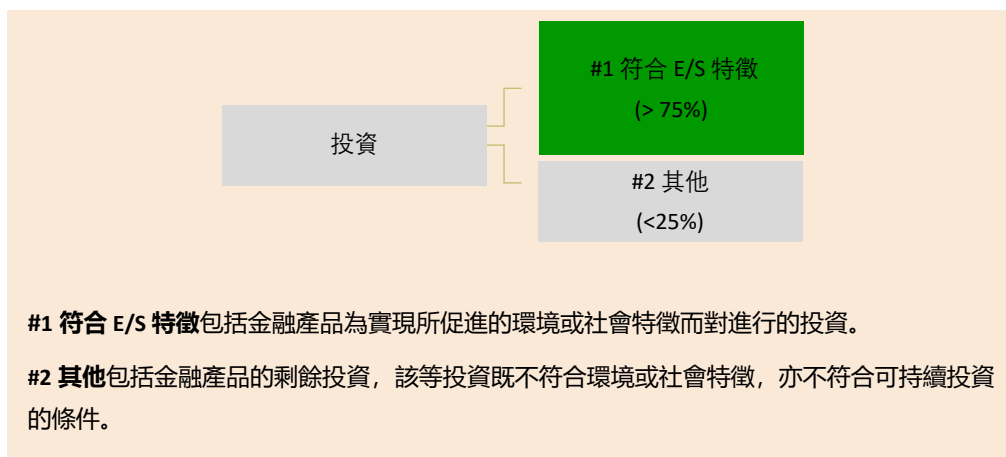 #1 符合 E/S 特徵
(> 75%)
投資
#2 其他
(<25%)
#1 符合 E/S 特徵包括金融產品為實現所促進的環境或社會特徵而對進行的投資。
#2 其他包括金融產品的剩餘投資，該等投資既不符合環境或社會特徵，亦不符合可持續投資
的條件。